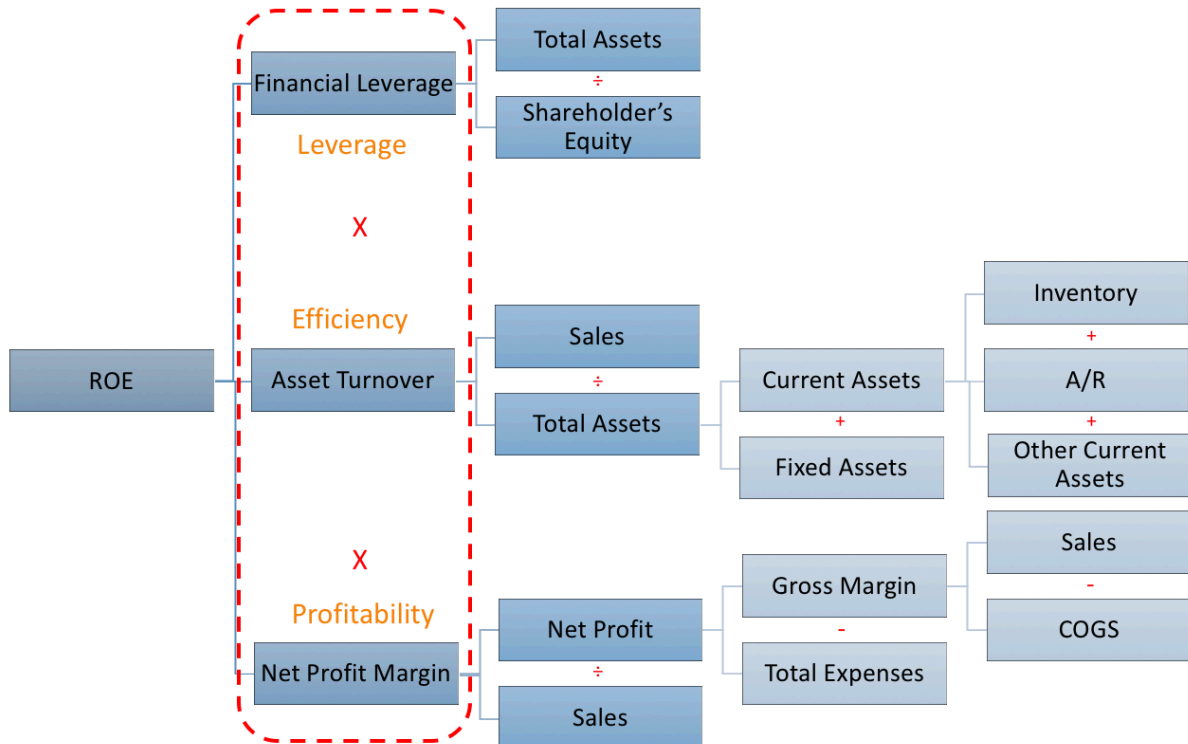 Total Assets
÷
Financial Leverage
Shareholder's
Equity
Leverage
X
Inventory
Efficiency
+
Sales
ROE
Asset Turnover
÷
Current Assets
A/R
+
+
Total Assets
Fixed Assets
Other Current
Assets
Sales
X
Gross Margin
-
Profitability
Net Profit
-
COGS
Net Profit Margin
÷
Total Expenses
Sales